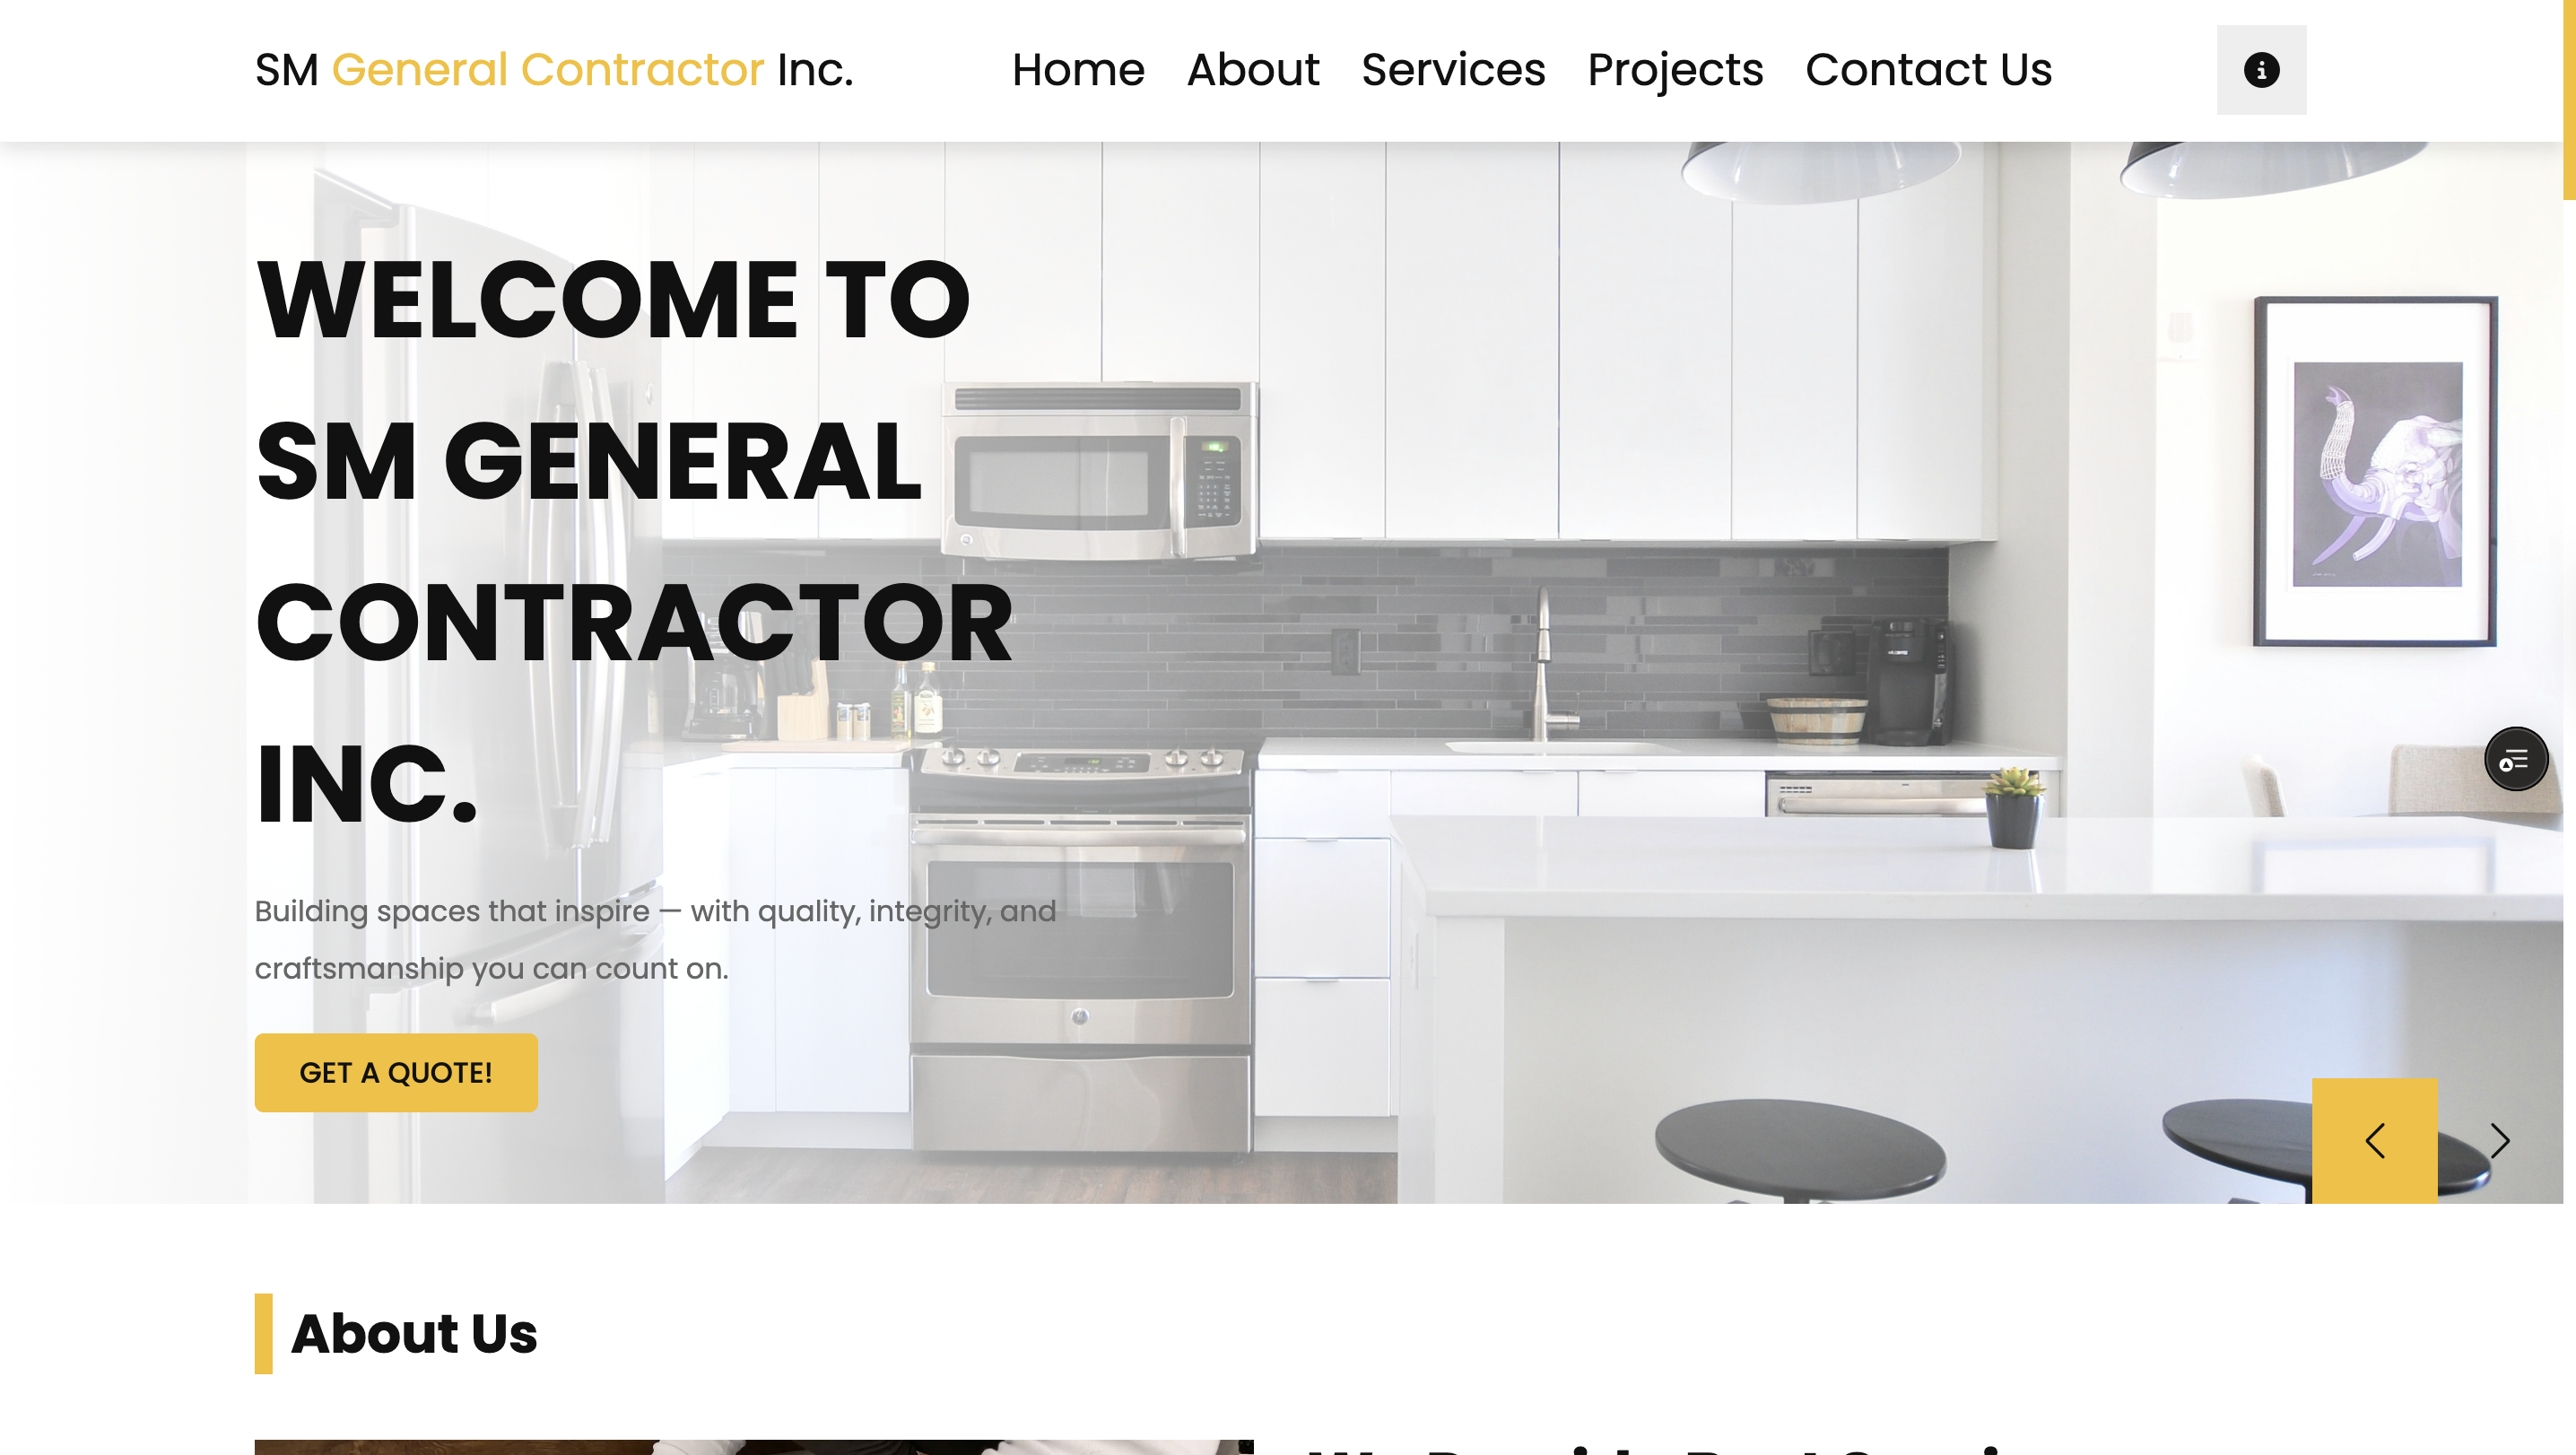 SM General Contractor Inc.
Home About Services Projects Contact Us
WELCOME TO
SM GENERAL
CONTRACTOR
INC.
Building spaces that inspire — with quality, integrity, and
craftsmanship you can count on.
GET A QUOTE!
About Us